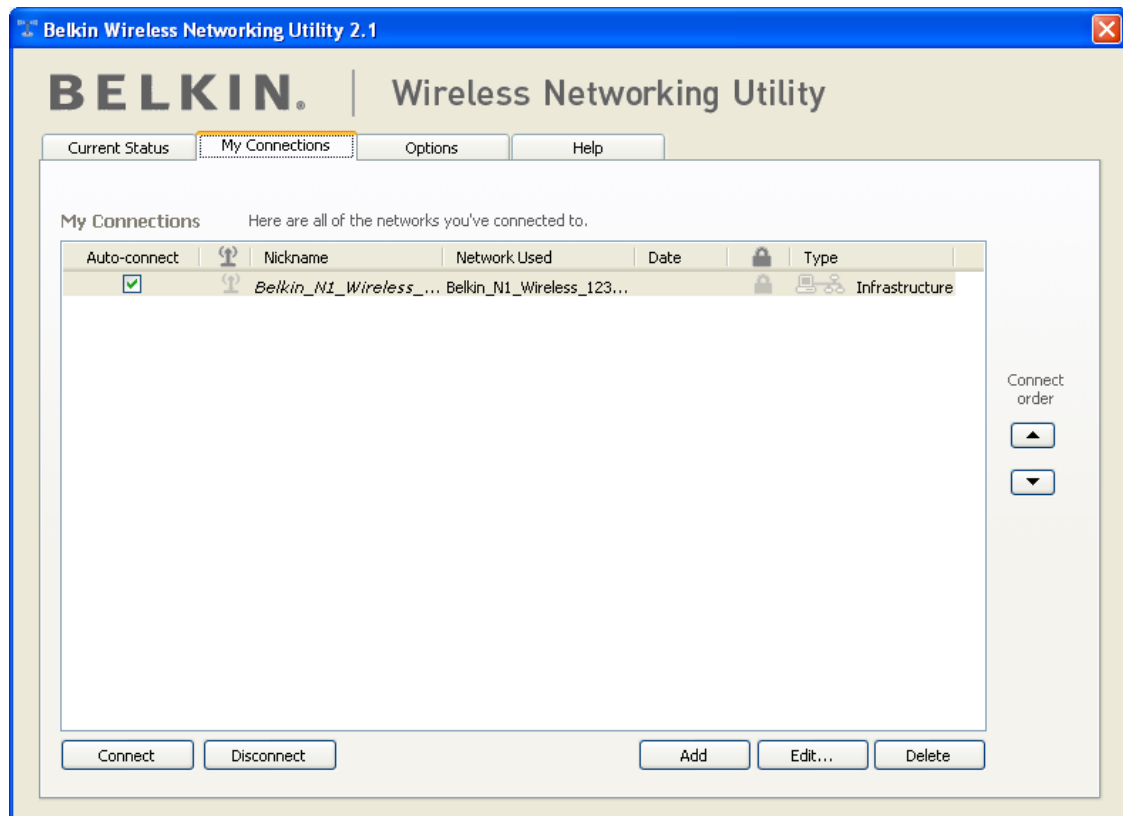 Belkin Wireless Networking Utility 2.1
BELKIN. Wireless Networking Utility
Current Status My Connections Options Help
My Connections Here are all of the networks you've connected to.
Auto-connect Nickname Network Used Date Type
Belkin_N1_Wireless_... Belkin_N1_Wireless_123... Infrastructure
Connect
order
Connect Disconnect Add Edit... Delete